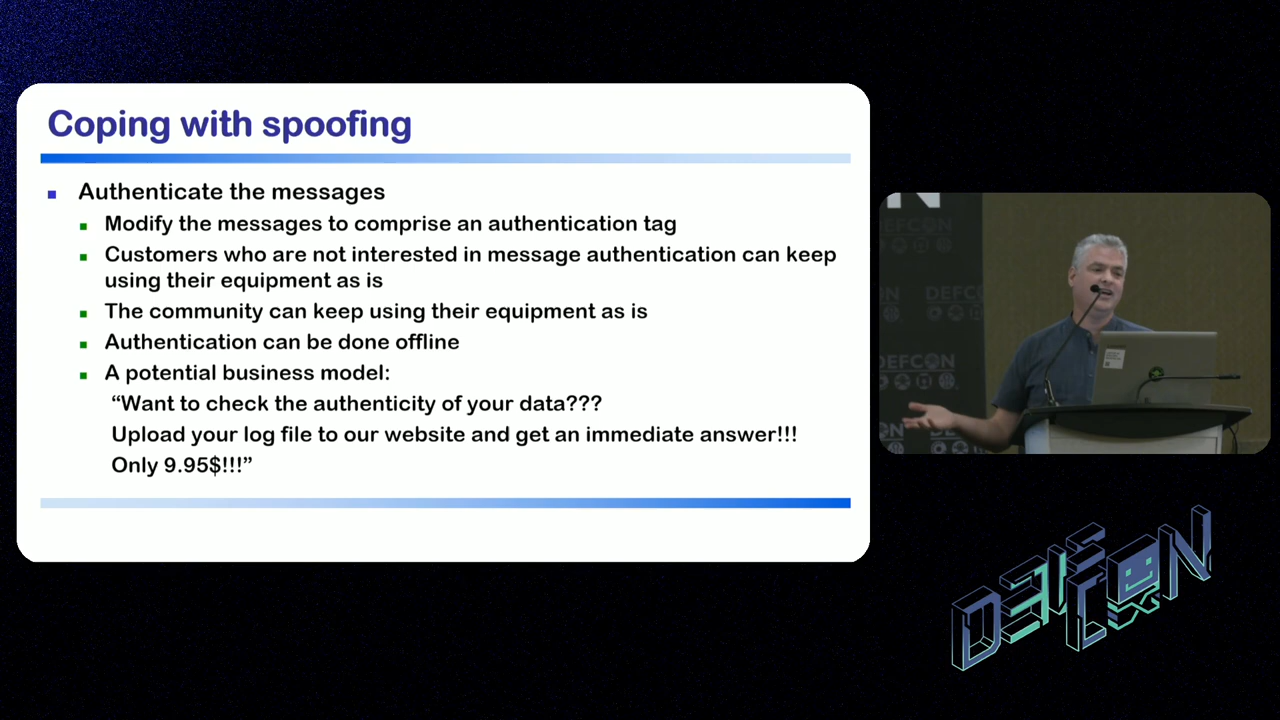 Coping with spoofing
Authenticate the messages
Modify the messages to comprise an authentication tag
Customers who are not interested in message authentication can keep
using their equipment as is
The community can keep using their equipment as is
Authentication can be done offline
A potential business model:
“Want to check the authenticity of your data???
Upload your log file to our website and get an immediate answer!!!
Only 9.95$!!!”
N
DEFCON
DEFCON
DEFCON
DEFCON